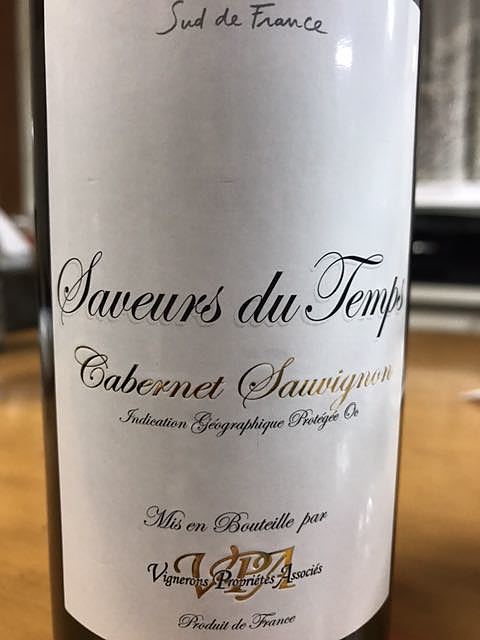 Sud de France
Saveurs du Temps
Cabernet Sauvignon
Indication Géographique Protégée Oc
Mis en Bouteille par
VPA
Vignerons Propriétés Associés
Produit de France